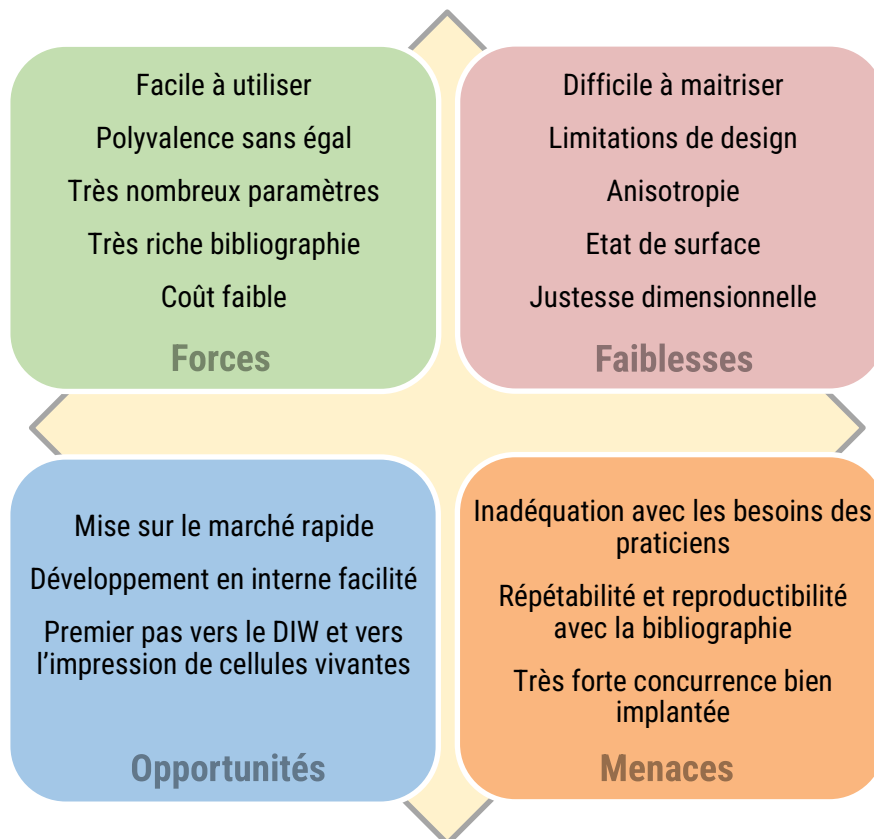 Facile à utiliser
Polyvalence sans égal
Très nombreux paramètres
Très riche bibliographie
Coût faible
Forces
Difficile à maitriser
Limitations de design
Anisotropie
Etat de surface
Justesse dimensionnelle
Faiblesses
Mise sur le marché rapide
Développement en interne facilité
Premier pas vers le DIW et vers
l’impression de cellules vivantes
Opportunités
Inadéquation avec les besoins des
praticiens
Répétabilité et reproductibilité
avec la bibliographie
Très forte concurrence bien
implantée
Menaces